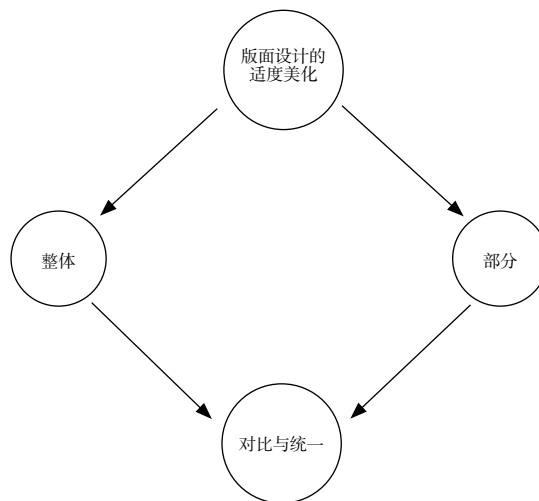 版面设计的
适度美化
整体
部分
对比与统一